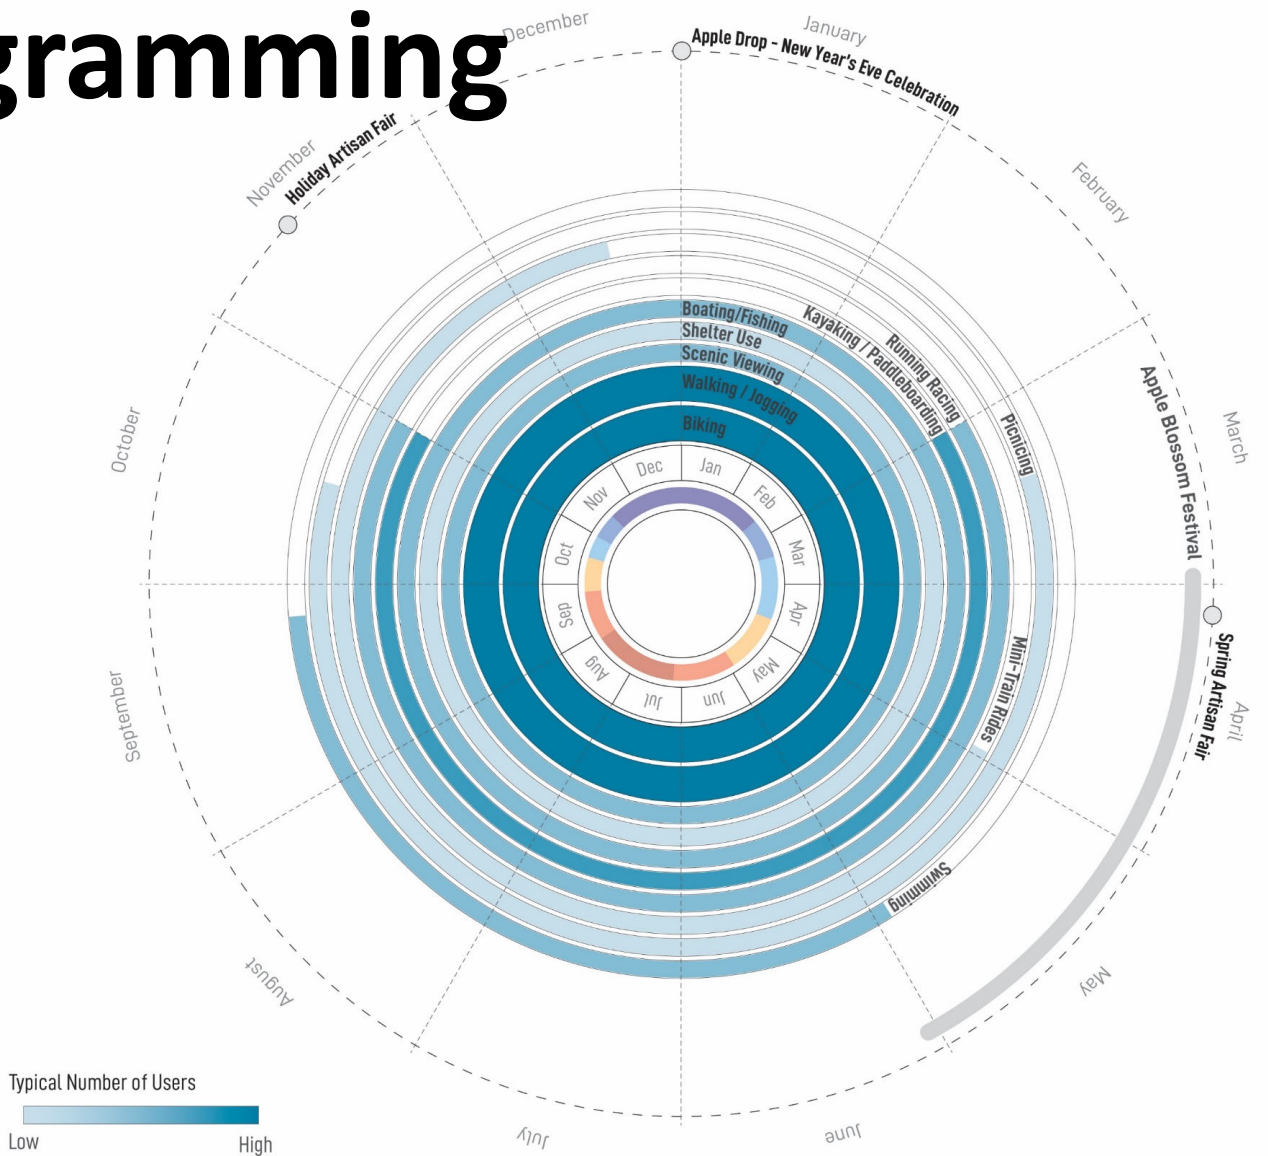 gramming
December
January
Apple Drop - New Year's Eve Celebration
November
Holiday Artisan Fair
February
March
Apple Blossom Festival
Spring Artisan Fair
April
May
June
July
August
September
October
Boating/Fishing
Shelter Use
Scenic Viewing
Walking / Jogging
Biking
Kayaking / Paddleboarding
Running Racing
Picnicing
Mini-Train Rides
Swimming
Jan
Feb
Mar
Apr
May
Jun
Jul
Aug
Sep
Oct
Nov
Dec
Typical Number of Users
Low
High